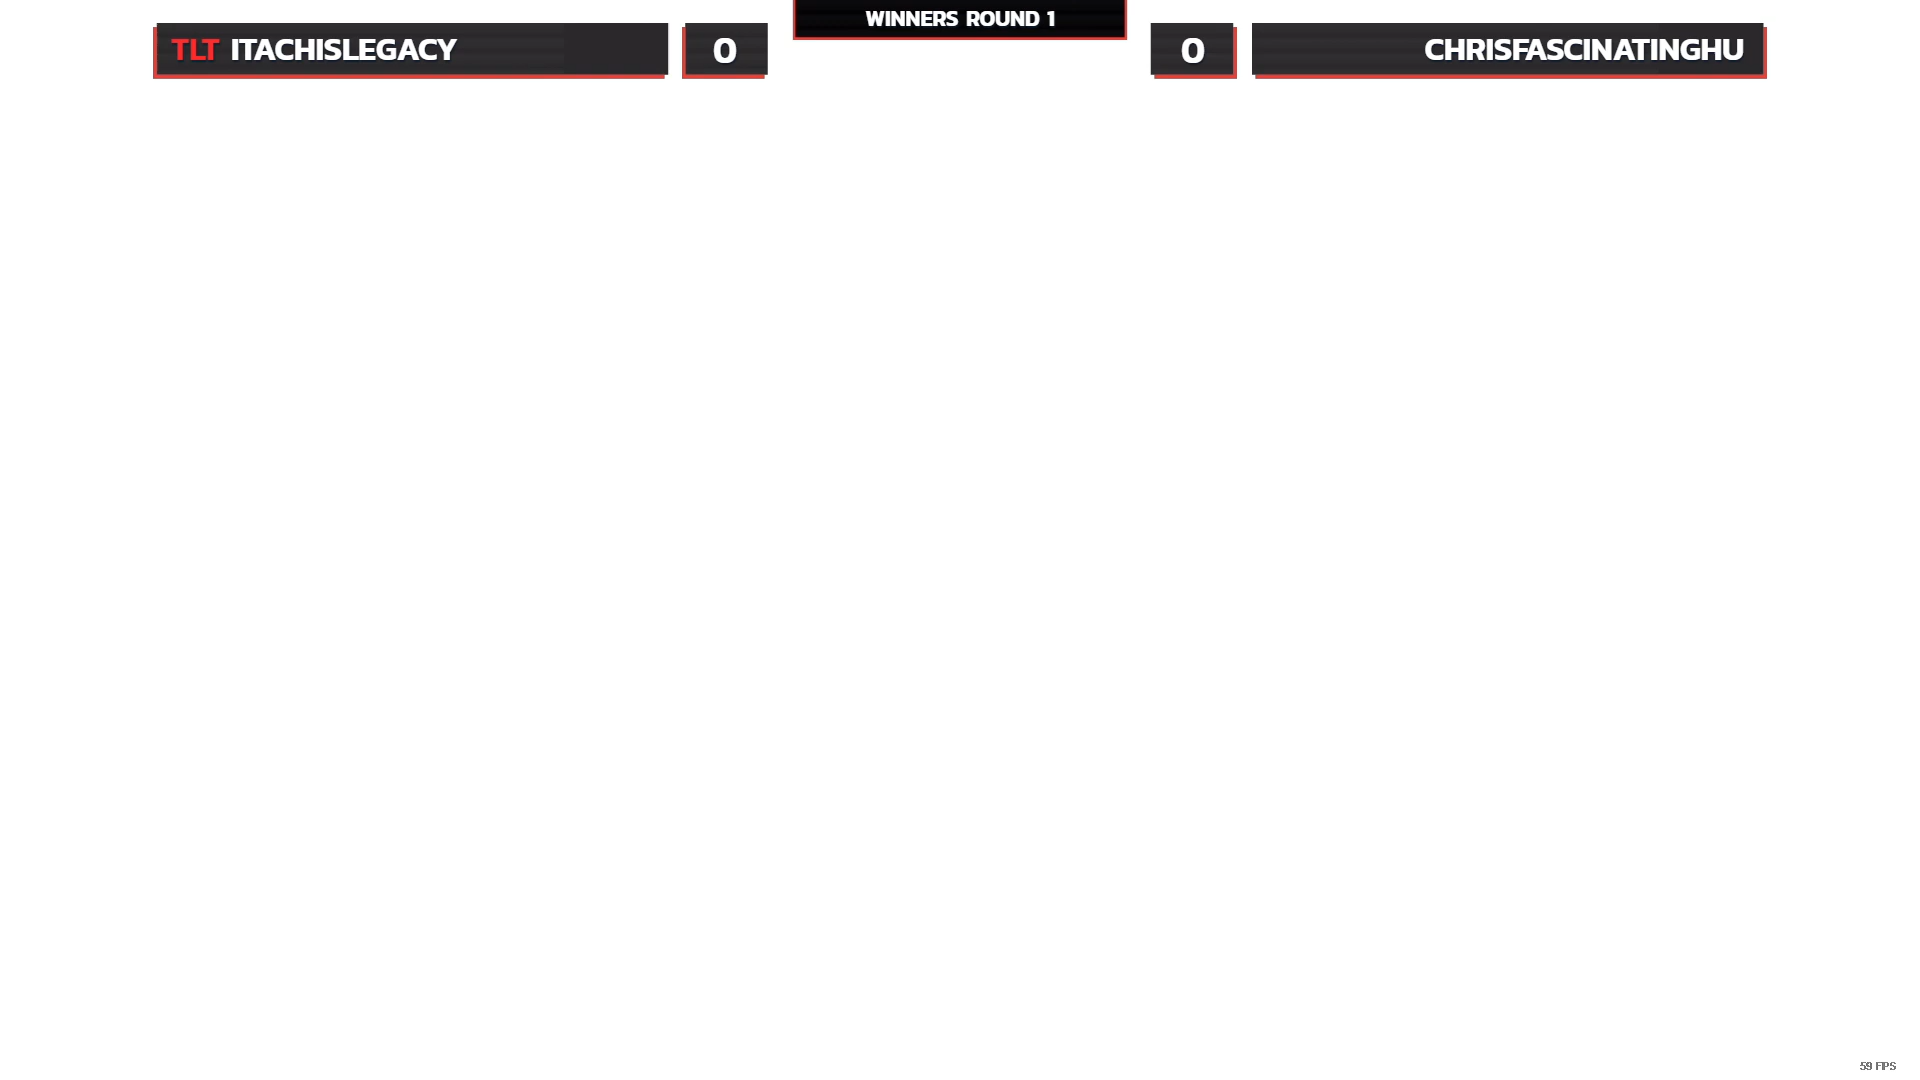 WINNERS ROUND 1
TLT ITACHISLEGACY 0 0 CHRISFASCINATINGHU
59 FPS